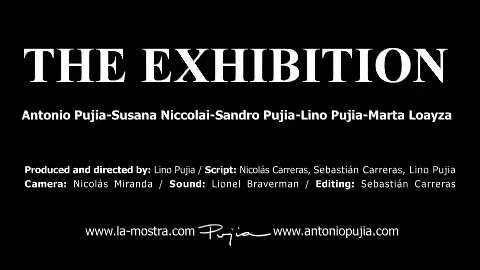 THE EXHIBITION
Antonio Pujia-Susana Niccolai-Sandro Pujia-Lino Pujia-Marta Loayza
Produced and directed by: Lino Pujia / Script: Nicolás Carreras, Sebastián Carreras, Lino Pujia
Camera: Nicolás Miranda / Sound: Lionel Braverman / Editing: Sebastián Carreras
www.la-mostra.com Pujia www.antoniopujia.com